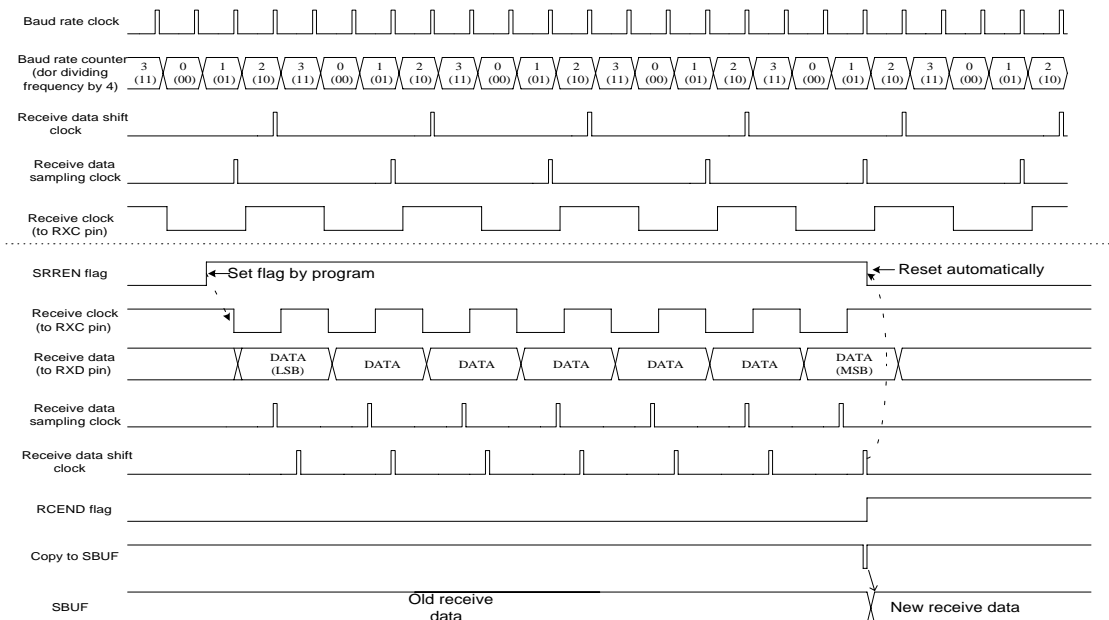 Baud rate clock
Baud rate counter
(dor dividing
frequency by 4)
3 0 1 2 3 0 1 2 3 0 1 2 3 0 1 2 3 0 1 2 3 0 1 2
(11) (00) (01) (10) (11) (00) (01) (10) (11) (00) (01) (10) (11) (00) (01) (10) (11) (00) (01) (10) (11) (00) (01) (10)
Receive data shift
clock
Receive data
sampling clock
Receive clock
(to RXC pin)
SRREN flag
Set flag by program
Reset automatically
Receive clock
(to RXC pin)
Receive data
(to RXD pin)
DATA
(LSB)
DATA
DATA
DATA
DATA
DATA
DATA
(MSB)
Receive data
sampling clock
Receive data shift
clock
RCEND flag
Copy to SBUF
SBUF
Old receive
data
New receive data